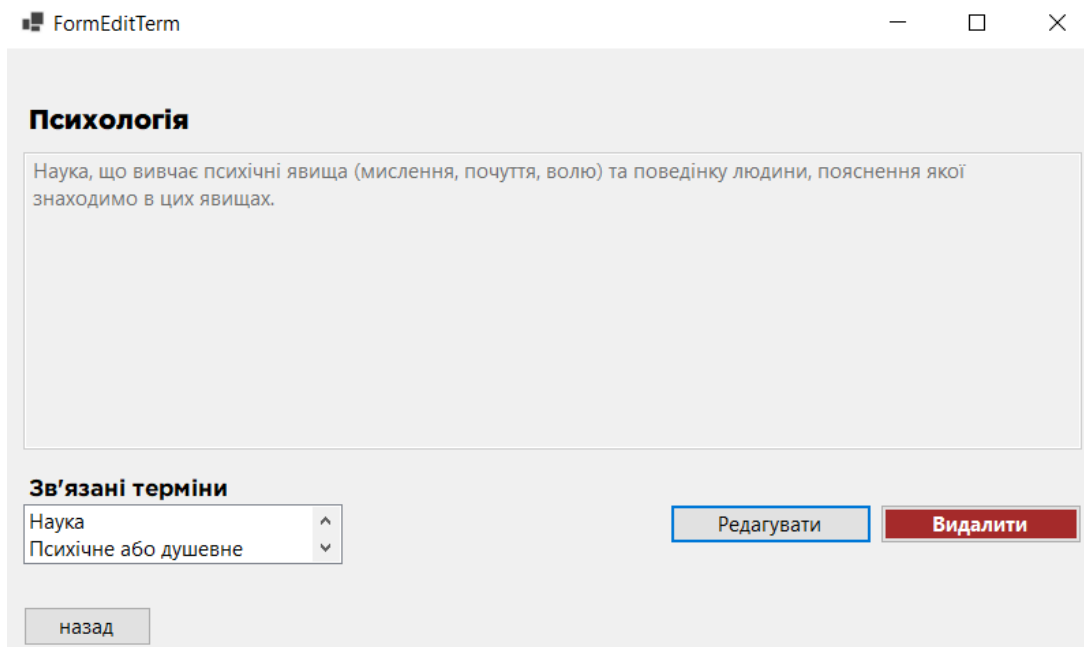 FormEditTerm
Психологія
Наука, що вивчає психічні явища (мислення, почуття, волю) та поведінку людини, пояснення якої
знаходимо в цих явищах.
Зв'язані терміни
Наука
Психічне або душевне
Редагувати
Видалити
назад